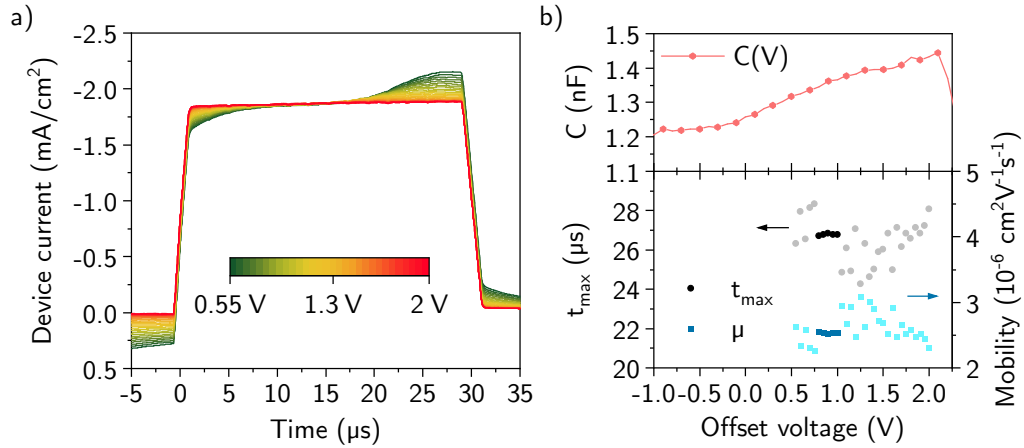 a)
-2.5
-2.0
-1.5
-1.0
-0.5
0.0
0.5
Device current (mA/cm²)
0.55 V 1.3 V 2 V
-5 0 5 10 15 20 25 30 35
Time (µs)
b)
1.5
1.4
1.3
1.2
1.1
C (nF)
C(V)
28
26
24
22
20
t_max (µs)
t_max
µ
5
4
3
2
Mobility (10⁻⁶ cm²V⁻¹s⁻¹)
-1.0 -0.5 0.0 0.5 1.0 1.5 2.0
Offset voltage (V)